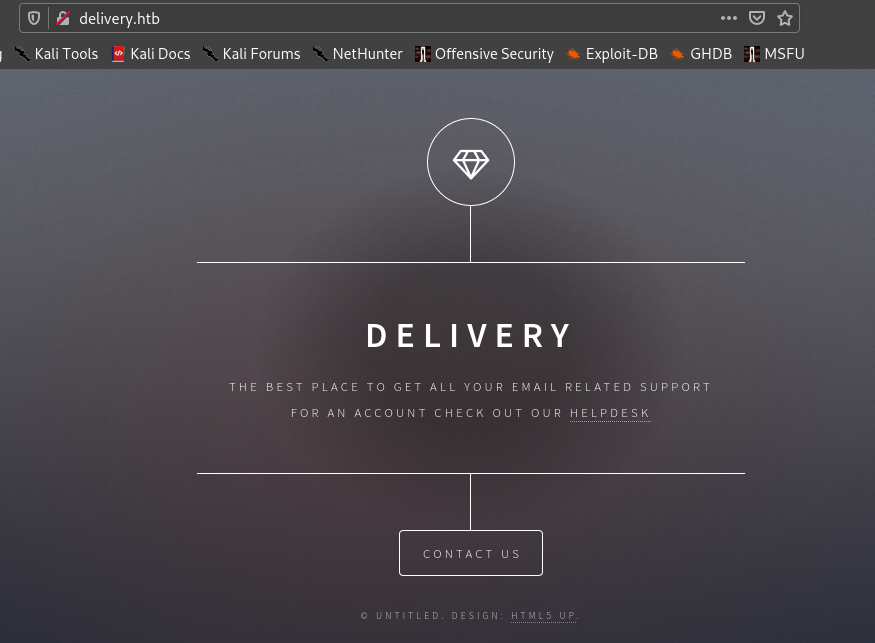 delivery.htb
Kali Tools Kali Docs Kali Forums NetHunter Offensive Security Exploit-DB GHDB MSFU
DELIVERY
THE BEST PLACE TO GET ALL YOUR EMAIL RELATED SUPPORT
FOR AN ACCOUNT CHECK OUT OUR HELPDESK
CONTACT US
© UNTITLED. DESIGN: HTML5 UP.